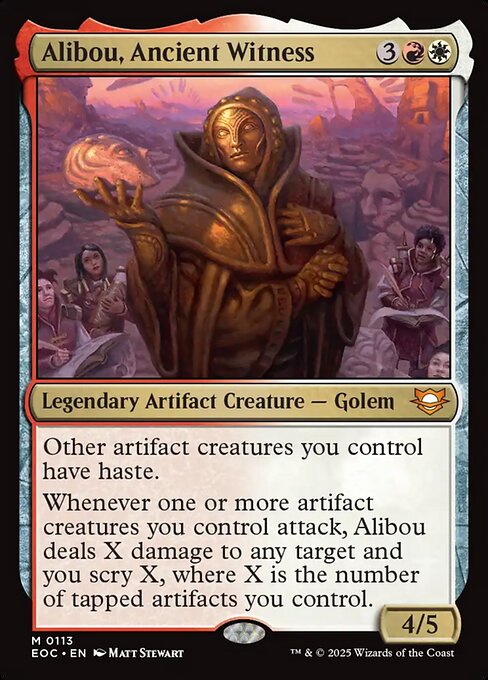 Alibou, Ancient Witness 3
Legendary Artifact Creature — Golem
Other artifact creatures you control
have haste.
Whenever one or more artifact
creatures you control attack, Alibou
deals X damage to any target and
you scry X, where X is the number
of tapped artifacts you control.
4/5
M 0113
EOC • EN Matt Stewart
™ & © 2025 Wizards of the Coast